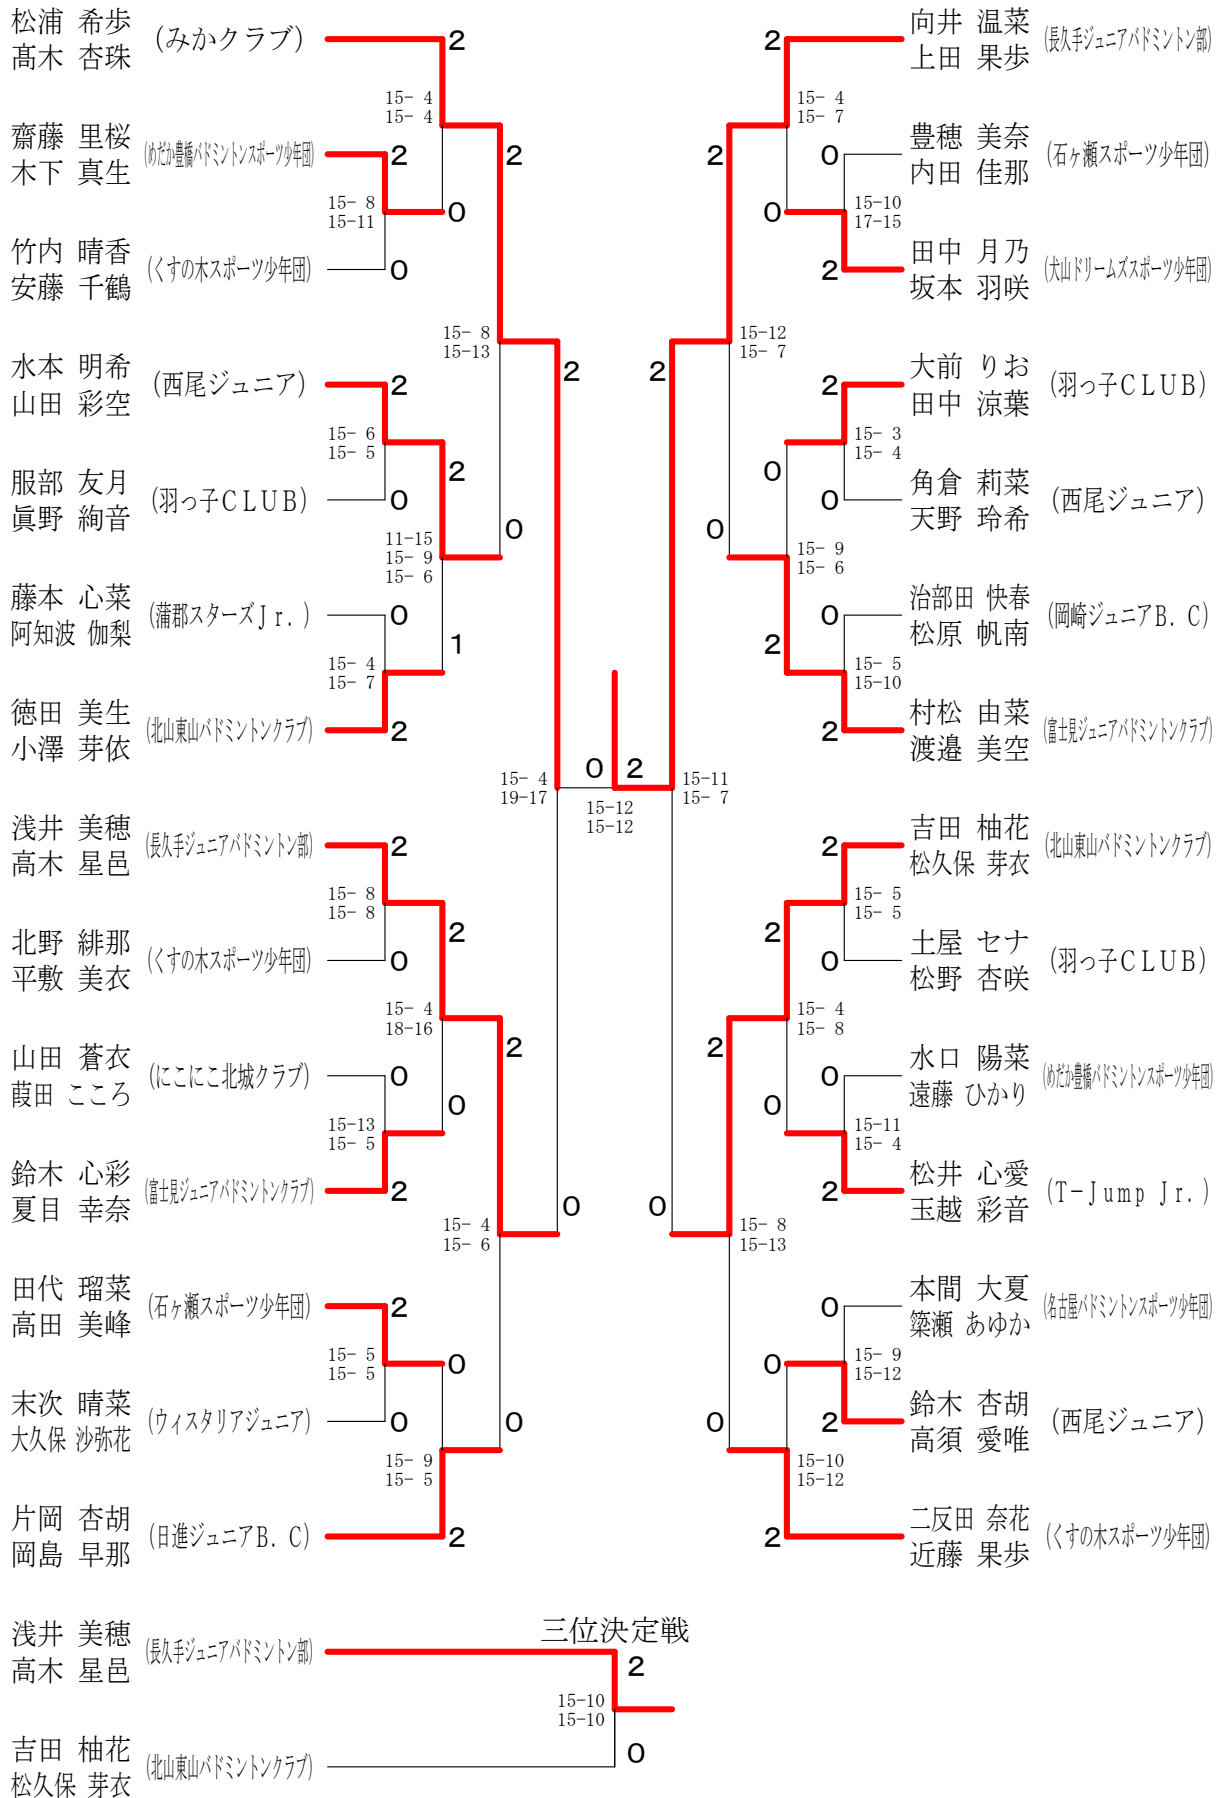 松浦 希歩
髙木 杏珠
(みかクラブ)
2
15- 4
15- 4
齋藤 里桜
木下 真生
(めだか豊橋バドミントンスポーツ少年団)
2
2
15- 8
15-11
0
竹内 晴香
安藤 千鶴
(くすの木スポーツ少年団)
0
15- 8
15-13
2
水本 明希
山田 彩空
(西尾ジュニア)
2
15- 6
15- 5
2
服部 友月
眞野 絢音
(羽っ子CLUB)
0
11-15
15- 9
15- 6
0
藤本 心菜
阿知波 伽梨
(蒲郡スターズJr.)
0
1
15- 4
15- 7
徳田 美生
小澤 芽依
(北山東山バドミントンクラブ)
2
15- 4
19-17
浅井 美穂
高木 星邑
(長久手ジュニアバドミントン部)
2
15- 8
15- 8
2
北野 緋那
平敷 美衣
(くすの木スポーツ少年団)
0
15- 4
18-16
2
山田 蒼衣
葭田 こころ
(にこにこ北城クラブ)
0
0
15-13
15- 5
鈴木 心彩
夏目 幸奈
(富士見ジュニアバドミントンクラブ)
2
0
15- 4
15- 6
田代 瑠菜
高田 美峰
(石ヶ瀬スポーツ少年団)
2
15- 5
15- 5
0
末次 晴菜
大久保 沙弥花
(ウィスタリアジュニア)
0
0
15- 9
15- 5
片岡 杏胡
岡島 早那
(日進ジュニアB.C)
2
0
2
15-12
15-12
向井 温菜
上田 果歩
(長久手ジュニアバドミントン部)
2
15- 4
15- 7
2
豊穂 美奈
内田 佳那
(石ヶ瀬スポーツ少年団)
0
0
15-10
17-15
田中 月乃
坂本 羽咲
(犬山ドリームズスポーツ少年団)
2
15-12
15- 7
2
大前 りお
田中 涼葉
(羽っ子CLUB)
2
15- 3
15- 4
0
角倉 莉菜
天野 玲希
(西尾ジュニア)
0
0
15- 9
15- 6
治部田 快春
松原 帆南
(岡崎ジュニアB.C)
0
2
15- 5
15-10
村松 由菜
渡邉 美空
(富士見ジュニアバドミントンクラブ)
2
15-11
15- 7
吉田 柚花
松久保 芽衣
(北山東山バドミントンクラブ)
2
15- 5
15- 5
2
土屋 セナ
松野 杏咲
(羽っ子CLUB)
0
15- 4
15- 8
2
水口 陽菜
遠藤 ひかり
(めだか豊橋バドミントンスポーツ少年団)
0
0
15-11
15- 4
松井 心愛
玉越 彩音
(T-Jump Jr.)
2
0
15- 8
15-13
本間 大夏
簗瀬 あゆか
(名古屋バドミントンスポーツ少年団)
0
0
15- 9
15-12
鈴木 杏胡
高須 愛唯
(西尾ジュニア)
2
0
15-10
15-12
二反田 奈花
近藤 果歩
(くすの木スポーツ少年団)
2
三位決定戦
浅井 美穂
高木 星邑
(長久手ジュニアバドミントン部)
2
15-10
15-10
吉田 柚花
松久保 芽衣
(北山東山バドミントンクラブ)
0